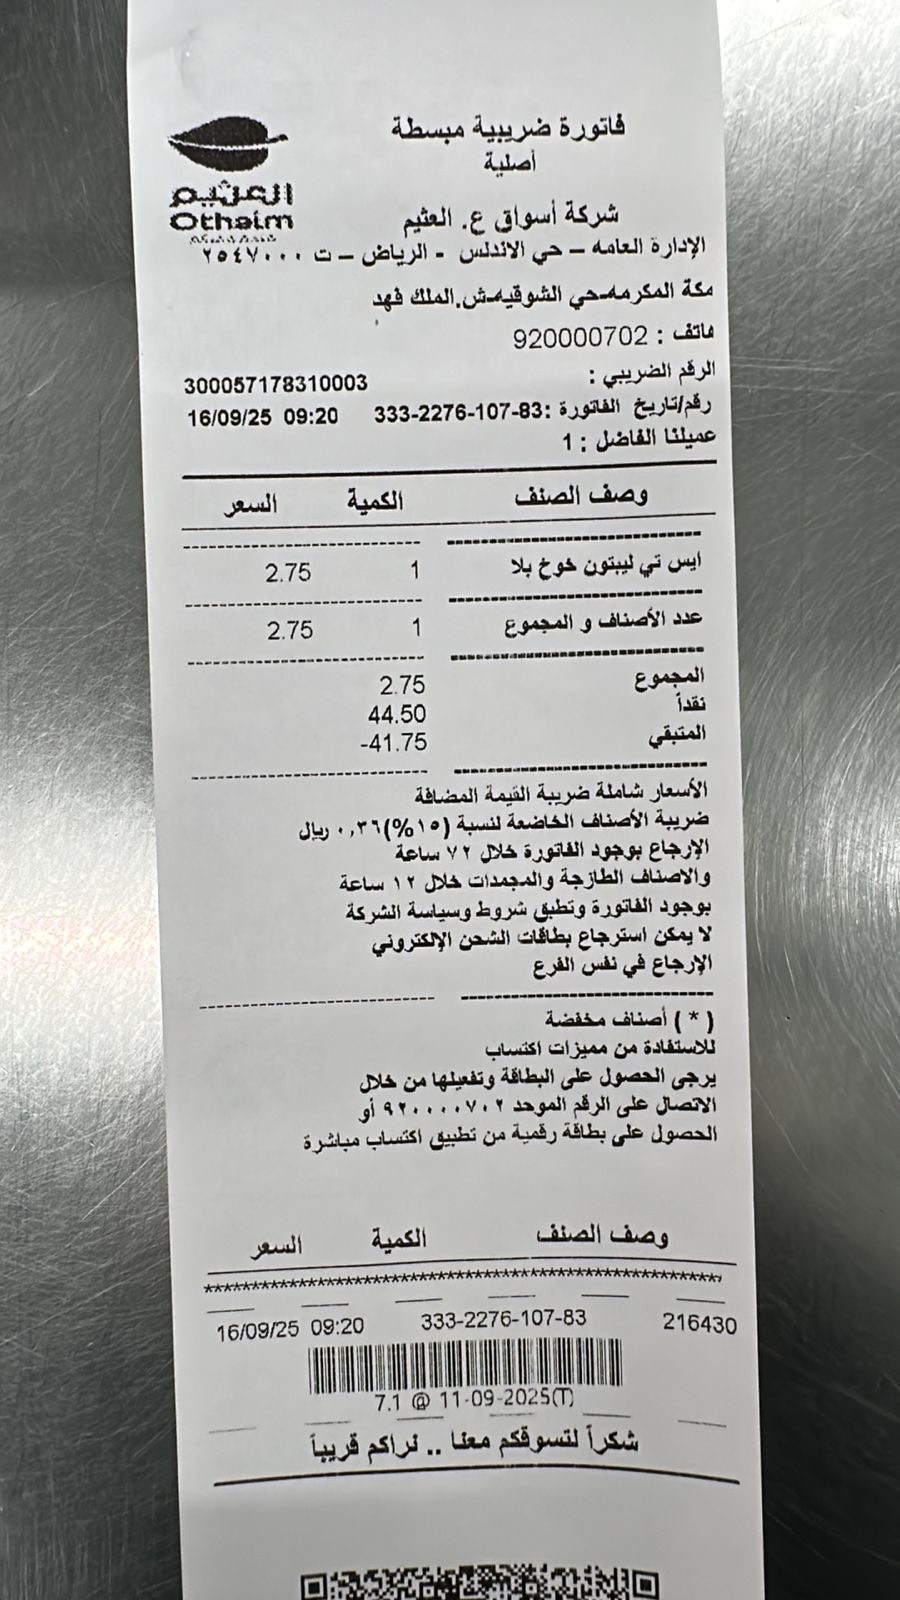 فاتورة ضريبية مبسطة
أصلية
العثيم
Othaim
شركة أسواق ع. العثيم
الإدارة العامه – حي الاندلس - الرياض – ت ٢٥٤٧٠٠٠
مكة المكرمه-حي الشوقيه-ش.الملك فهد
هاتف : 920000702
الرقم الضريبي : 300057178310003
رقم/تاريخ الفاتورة :333-2276-107-83 16/09/25 09:20
عميلنا الفاضل : 1
وصف الصنف الكمية السعر
ايس تي ليبتون خوخ بلا 1 2.75
عدد الأصناف و المجموع 1 2.75
المجموع 2.75
نقداً 44.50
المتبقي -41.75
الأسعار شاملة ضريبة القيمة المضافة
ضريبة الأصناف الخاضعة لنسبة (١٥%)٠,٣٦ ريال
الإرجاع بوجود الفاتورة خلال ٧٢ ساعة
والاصناف الطازجة والمجمدات خلال ١٢ ساعة
بوجود الفاتورة وتطبق شروط وسياسة الشركة
لا يمكن استرجاع بطاقات الشحن الإلكتروني
الإرجاع في نفس الفرع
( * ) أصناف مخفضة
للاستفادة من مميزات اكتساب
يرجى الحصول على البطاقة وتفعيلها من خلال
الاتصال على الرقم الموحد ٩٢٠٠٠٠٧٠٢ أو
الحصول على بطاقة رقمية من تطبيق اكتساب مباشرة
وصف الصنف الكمية السعر
216430 333-2276-107-83 16/09/25 09:20
7.1 @ 11-09-2025(T)
شكراً لتسوقكم معنا .. نراكم قريباً